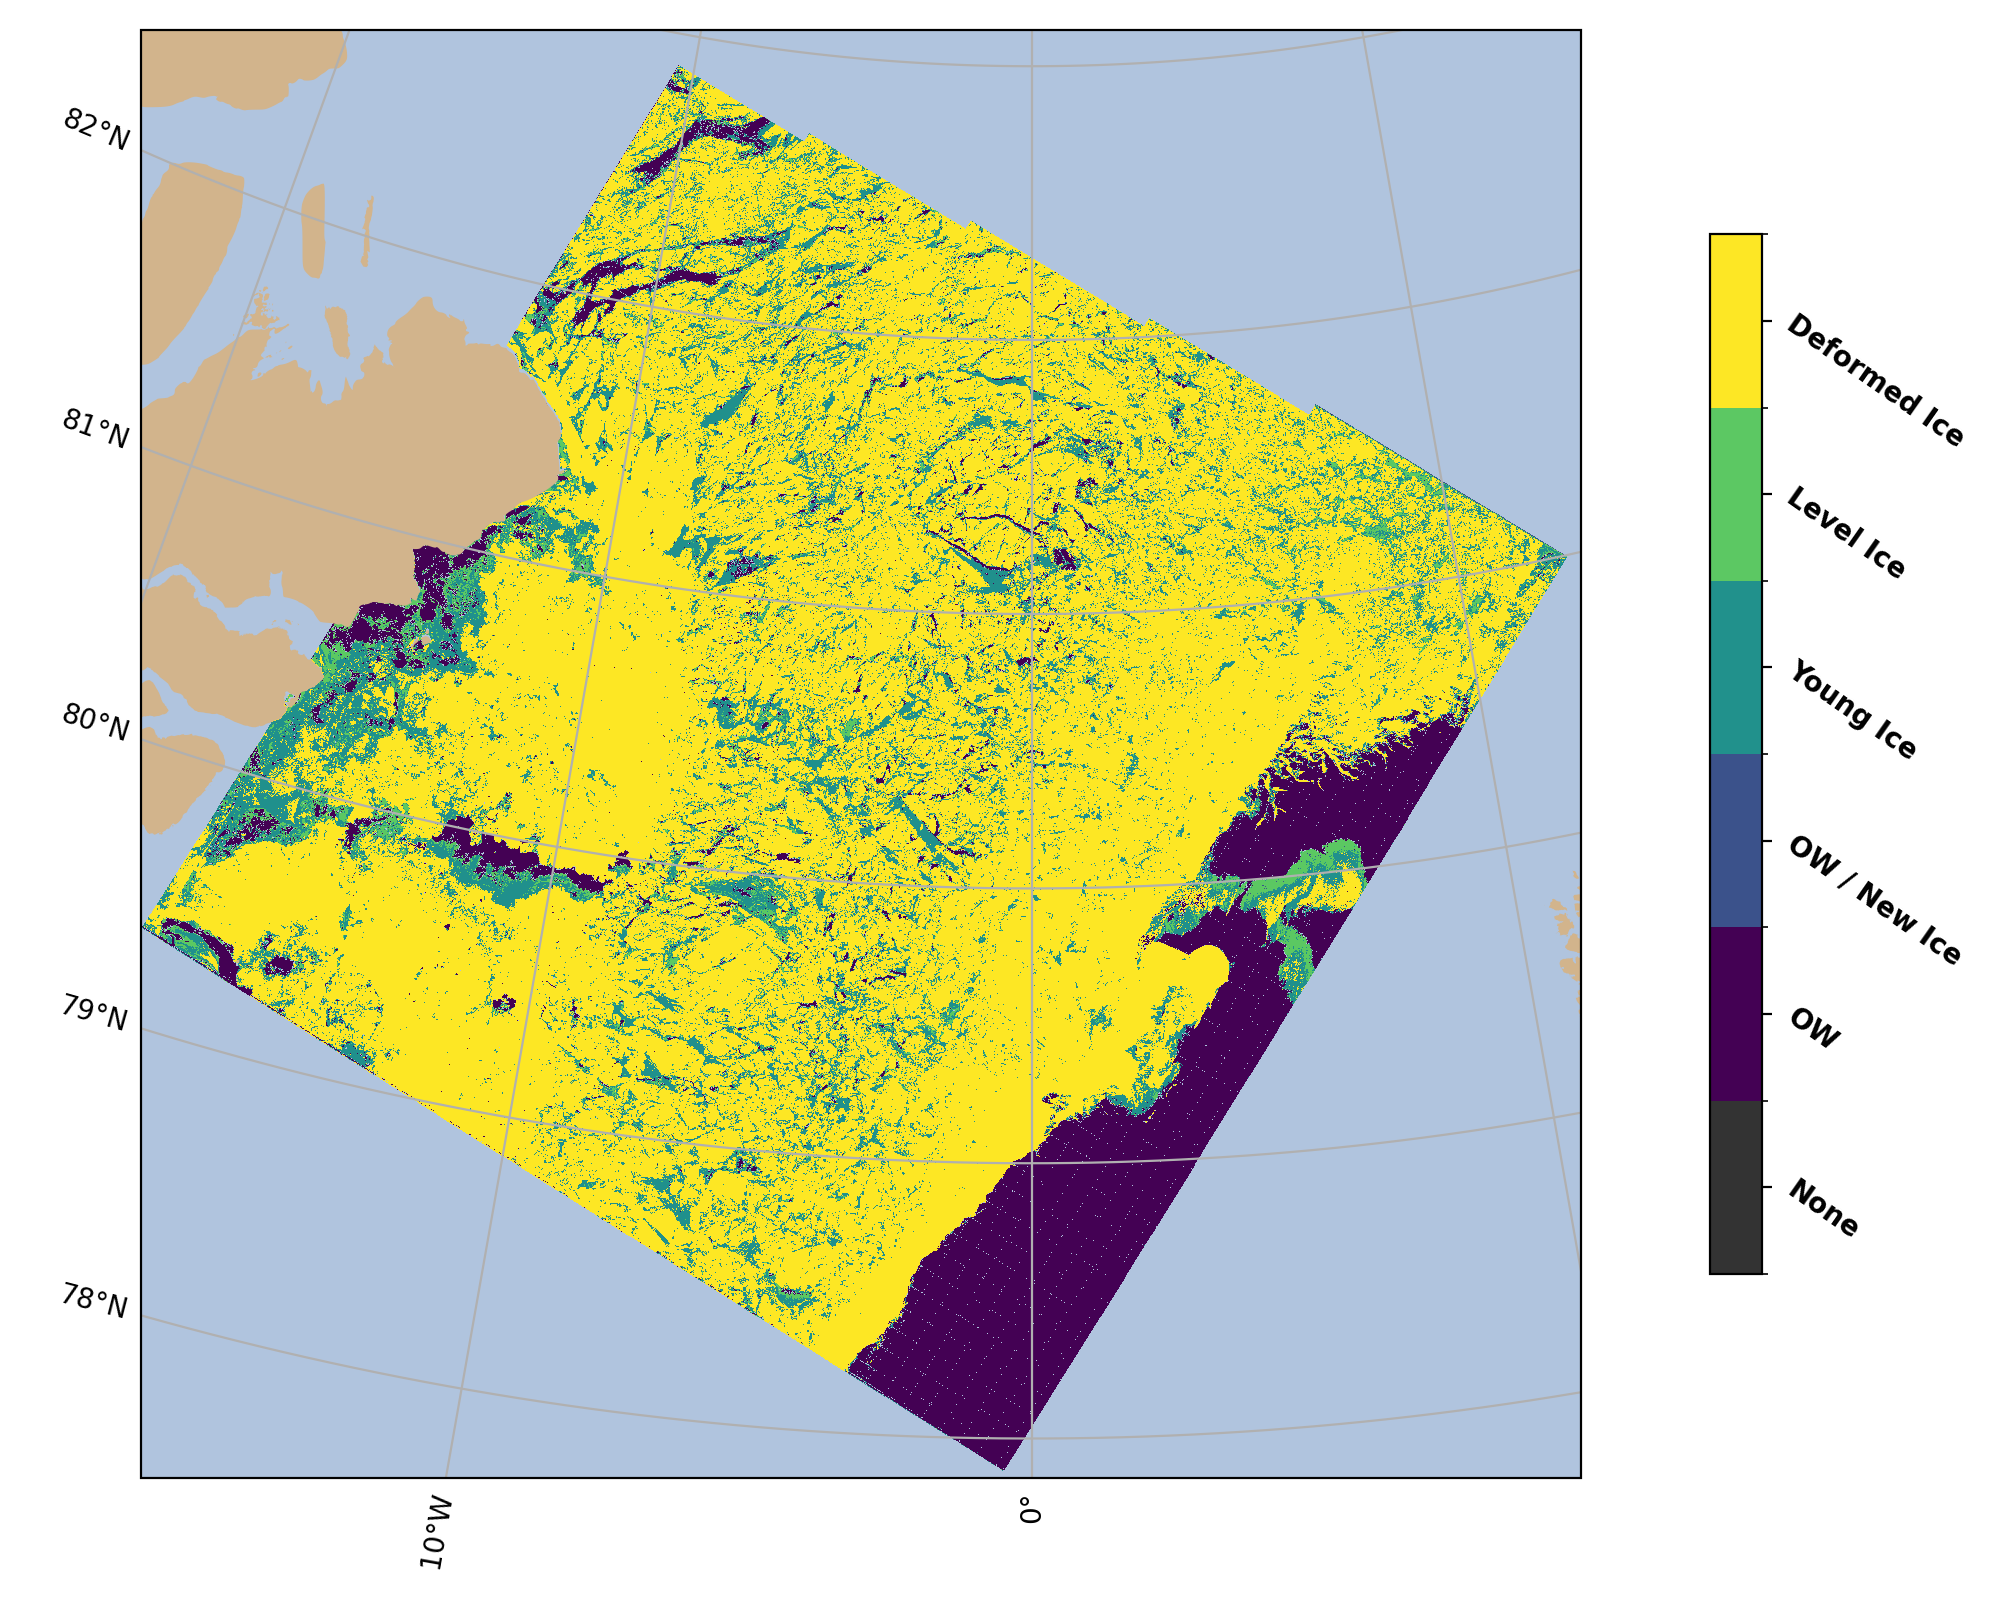 82°N
81°N
80°N
79°N
78°N
10°W
0°
Deformed Ice
Level Ice
Young Ice
OW / New Ice
OW
None